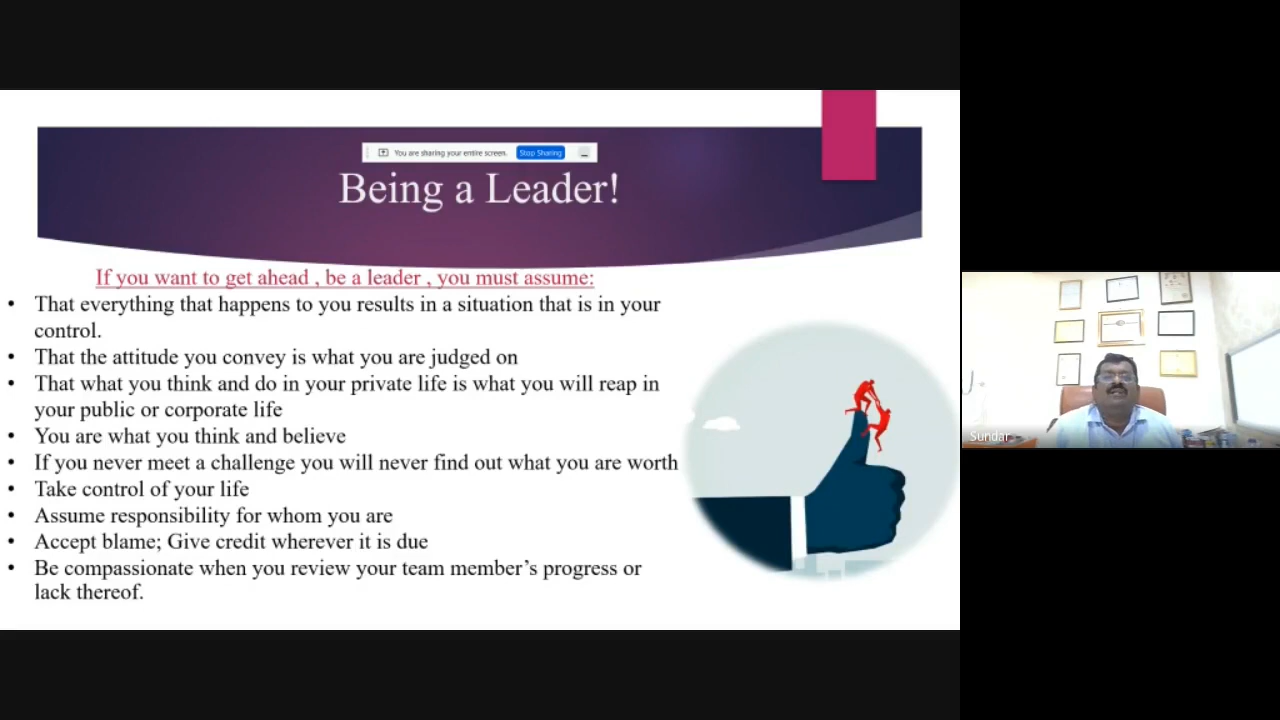 You are sharing your entire screen. Stop Sharing
Being a Leader!
If you want to get ahead , be a leader , you must assume:
• That everything that happens to you results in a situation that is in your
control.
• That the attitude you convey is what you are judged on
• That what you think and do in your private life is what you will reap in
your public or corporate life
• You are what you think and believe
• If you never meet a challenge you will never find out what you are worth
• Take control of your life
• Assume responsibility for whom you are
• Accept blame; Give credit wherever it is due
• Be compassionate when you review your team member’s progress or
lack thereof.
Sundar